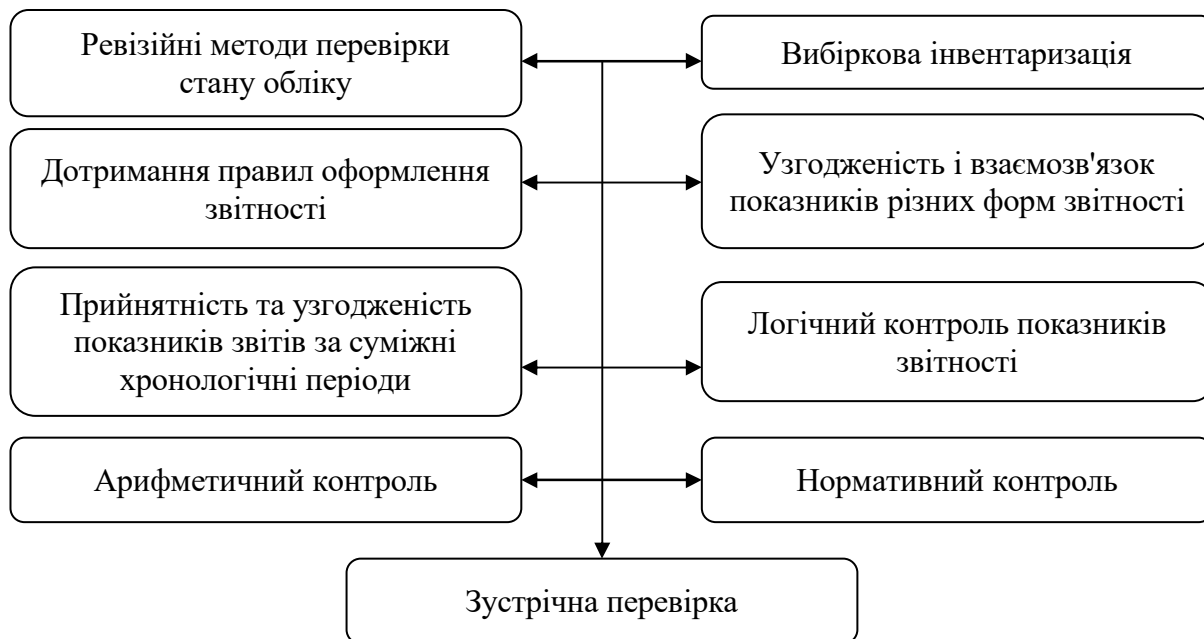 Ревізійні методи перевірки
стану обліку
Вибіркова інвентаризація
Дотримання правил оформлення
звітності
Узгодженість і взаємозв'язок
показників різних форм звітності
Прийнятність та узгодженість
показників звітів за суміжні
хронологічні періоди
Логічний контроль показників
звітності
Арифметичний контроль
Нормативний контроль
Зустрічна перевірка